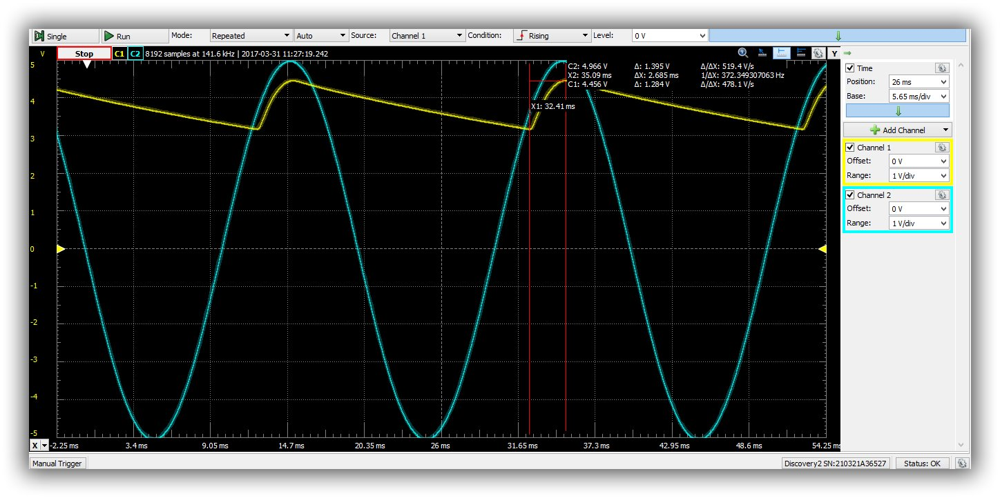 Single Run Mode: Repeated Auto Source: Channel 1 Condition: Rising Level: 0 V
V Stop C1 C2 8192 samples at 141.6 kHz | 2017-03-31 11:27:19.242 Y
C2: 4.966 V Δ: 1.395 V Δ/ΔX: 519.4 V/s
X2: 35.09 ms ΔX: 2.685 ms 1/ΔX: 372.349307063 Hz
C1: 4.456 V Δ: 1.284 V Δ/ΔX: 478.1 V/s
X1: 32.41 ms
5
4
3
2
1
0
-1
-2
-3
-4
-5
X -2.25 ms 3.4 ms 9.05 ms 14.7 ms 20.35 ms 26 ms 31.65 ms 37.3 ms 42.95 ms 48.6 ms 54.25 ms
Time
Position: 26 ms
Base: 5.65 ms/div
Add Channel
Channel 1
Offset: 0 V
Range: 1 V/div
Channel 2
Offset: 0 V
Range: 1 V/div
Manual Trigger Discovery2 SN:210321A36527 Status: OK